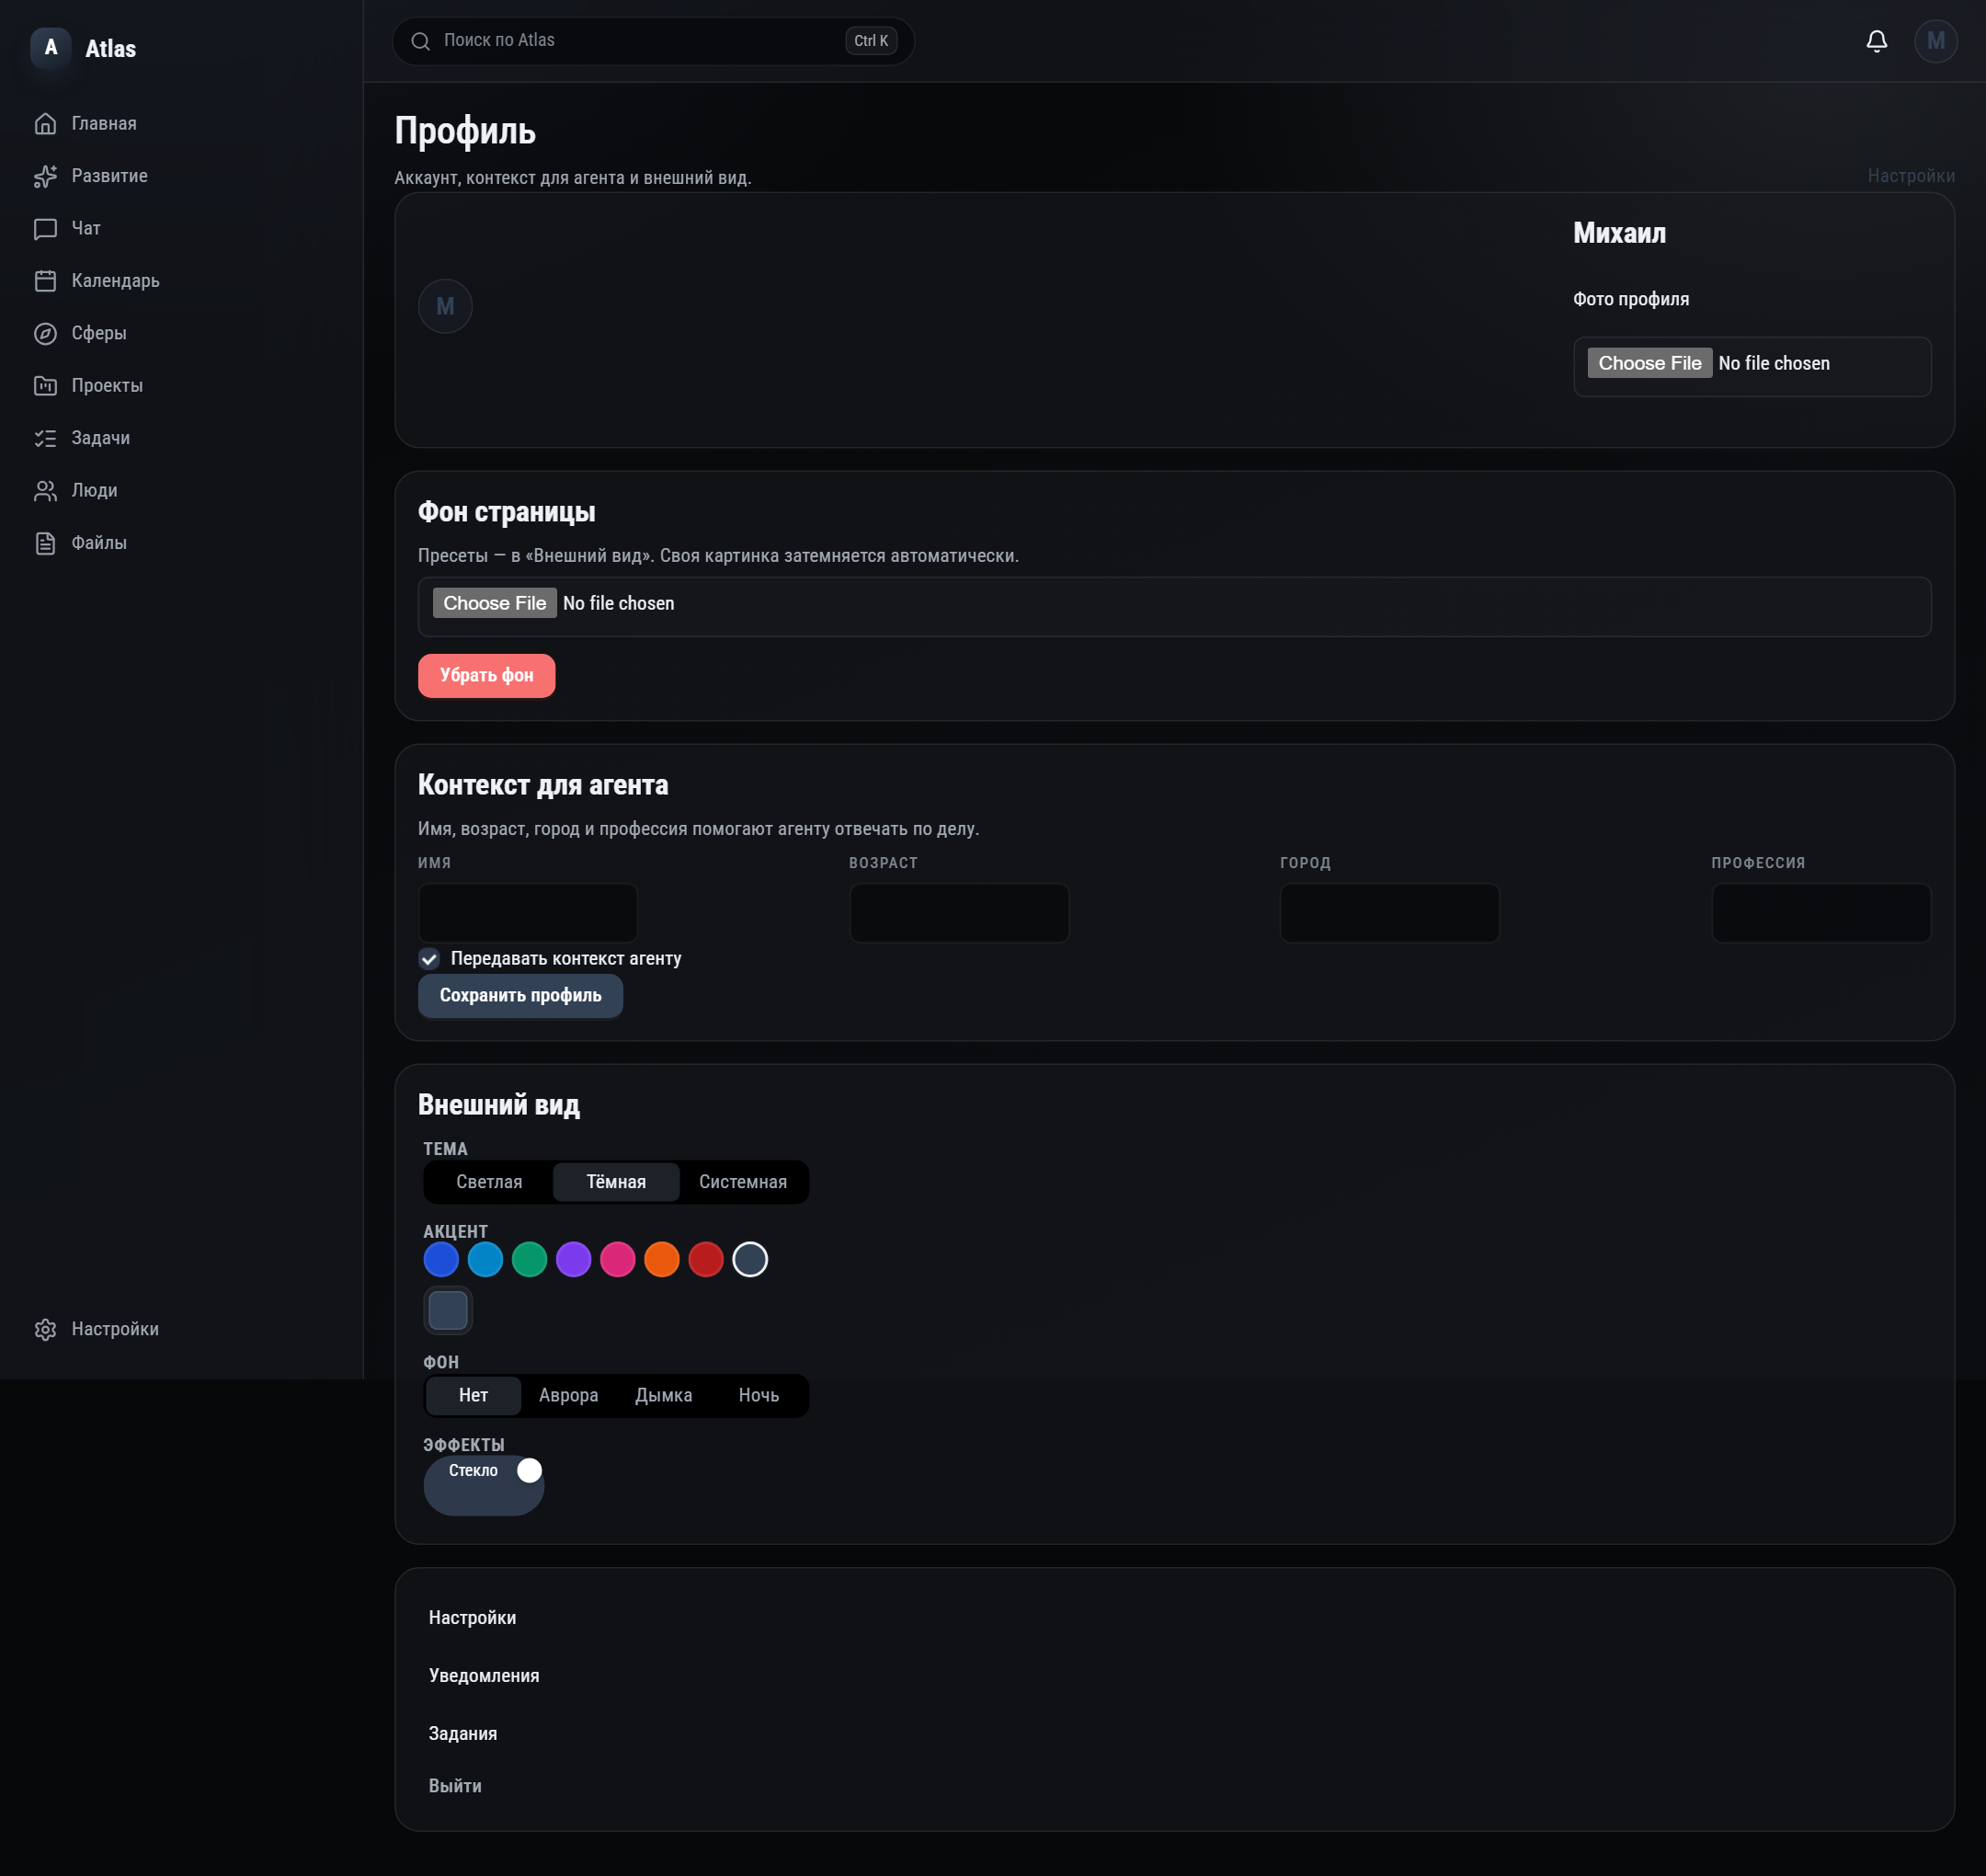 A Atlas
Поиск по Atlas Ctrl K
М
Главная
Развитие
Чат
Календарь
Сферы
Проекты
Задачи
Люди
Файлы
Настройки
Профиль
Аккаунт, контекст для агента и внешний вид.
Настройки
М
Михаил
Фото профиля
Choose File No file chosen
Фон страницы
Пресеты — в «Внешний вид». Своя картинка затемняется автоматически.
Choose File No file chosen
Убрать фон
Контекст для агента
Имя, возраст, город и профессия помогают агенту отвечать по делу.
ИМЯ ВОЗРАСТ ГОРОД ПРОФЕССИЯ
Передавать контекст агенту
Сохранить профиль
Внешний вид
ТЕМА
Светлая Тёмная Системная
АКЦЕНТ
ФОН
Нет Аврора Дымка Ночь
ЭФФЕКТЫ
Стекло
Настройки
Уведомления
Задания
Выйти